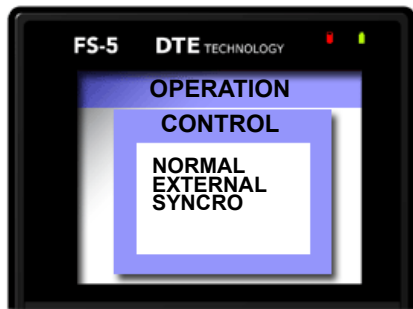 FS-5 DTE TECHNOLOGY
OPERATION
CONTROL
NORMAL
EXTERNAL
SYNCRO